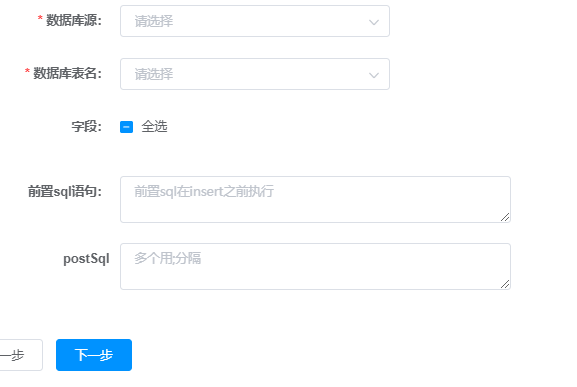 * 数据库源： 请选择
* 数据库表名： 请选择
字段： 全选
前置sql语句： 前置sql在insert之前执行
postSql 多个用;分隔
一步 下一步